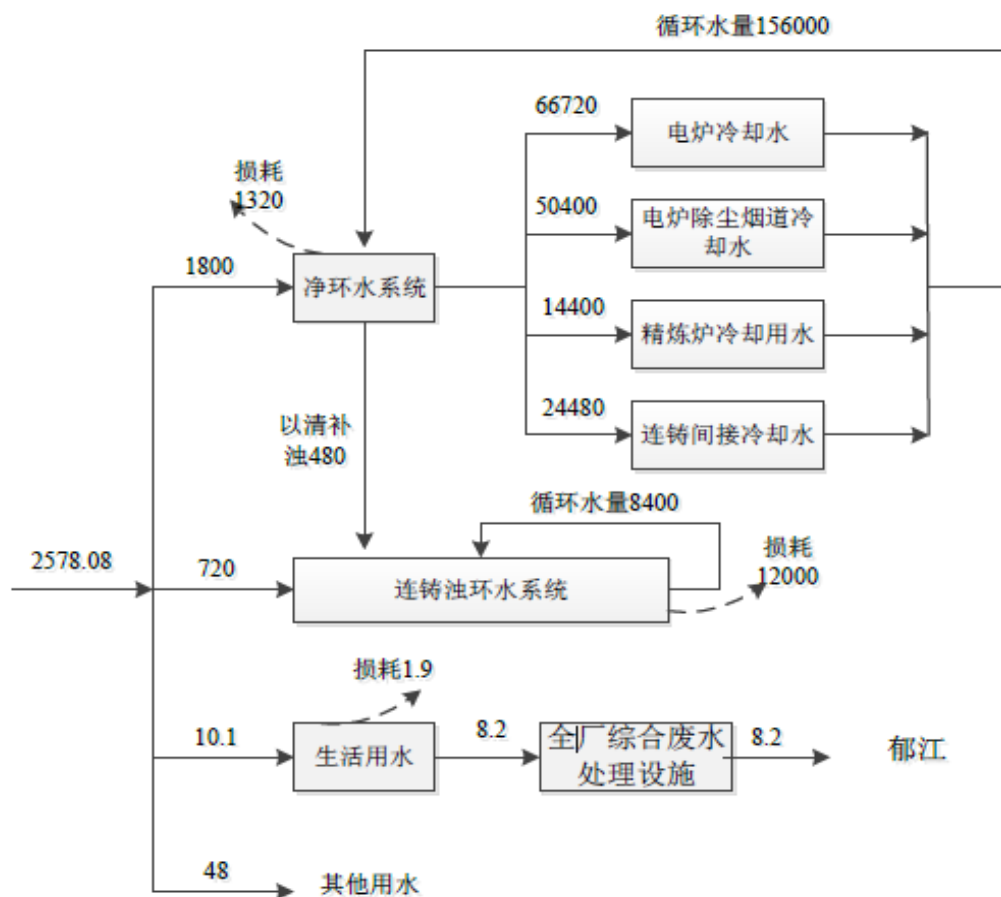 循环水量156000
66720
电炉冷却水
损耗
1320
50400
电炉除尘烟道冷
却水
1800
净环水系统
14400
精炼炉冷却用水
24480
连铸间接冷却水
以清补
浊480
循环水量8400
2578.08
720
连铸浊环水系统
损耗
12000
损耗1.9
10.1
生活用水
8.2
全厂综合废水
处理设施
8.2
郁江
48
其他用水